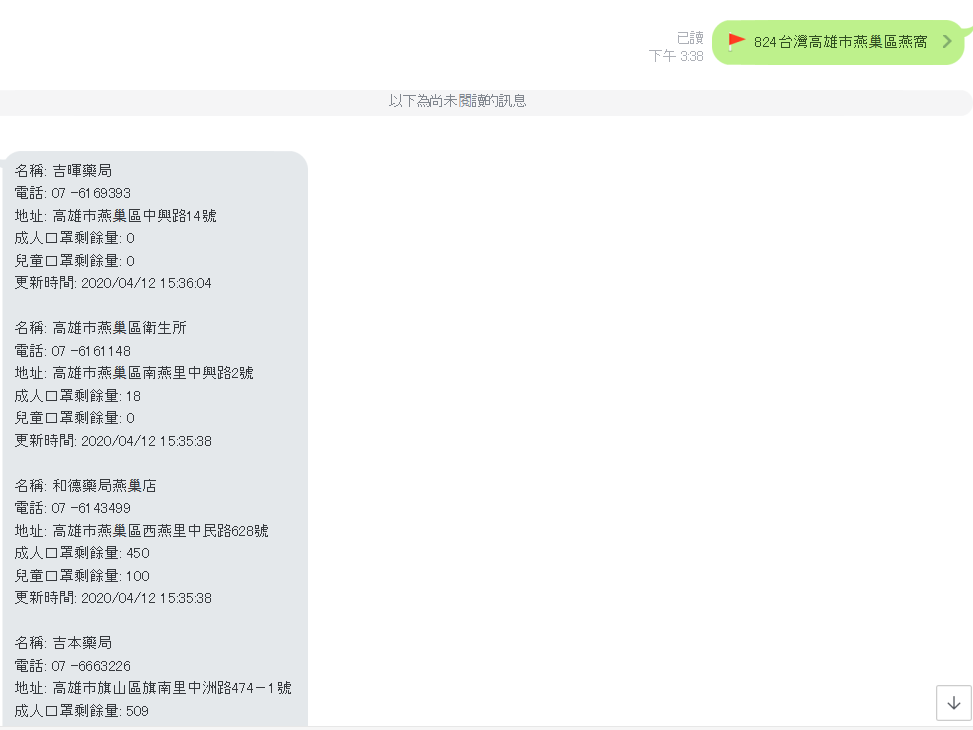 824台灣高雄市燕巢區燕窩
已讀
下午 3:38
以下為尚未閱讀的訊息
名稱: 吉暉藥局
電話: 07 -6169393
地址: 高雄市燕巢區中興路14號
成人口罩剩餘量: 0
兒童口罩剩餘量: 0
更新時間: 2020/04/12 15:36:04
名稱: 高雄市燕巢區衛生所
電話: 07 -6161148
地址: 高雄市燕巢區南燕里中興路2號
成人口罩剩餘量: 18
兒童口罩剩餘量: 0
更新時間: 2020/04/12 15:35:38
名稱: 和德藥局燕巢店
電話: 07 -6143499
地址: 高雄市燕巢區西燕里中民路628號
成人口罩剩餘量: 450
兒童口罩剩餘量: 100
更新時間: 2020/04/12 15:35:38
名稱: 吉本藥局
電話: 07 -6663226
地址: 高雄市旗山區旗南里中洲路474－1號
成人口罩剩餘量: 509